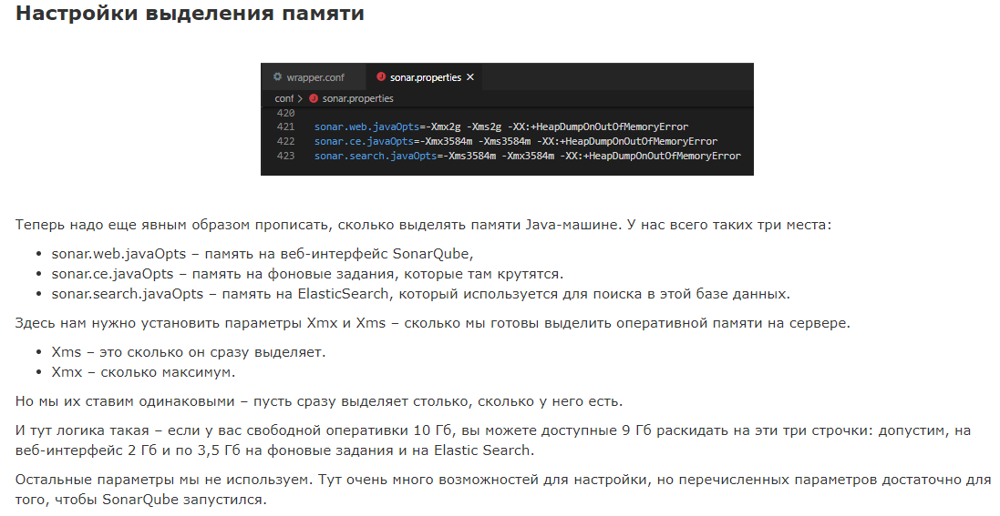 Настройки выделения памяти
wrapper.conf sonar.properties ×
conf > sonar.properties
420
421 sonar.web.javaOpts=-Xmx2g -Xms2g -XX:+HeapDumpOnOutOfMemoryError
422 sonar.ce.javaOpts=-Xmx3584m -Xms3584m -XX:+HeapDumpOnOutOfMemoryError
423 sonar.search.javaOpts=-Xms3584m -Xmx3584m -XX:+HeapDumpOnOutOfMemoryError
Теперь надо еще явным образом прописать, сколько выделять памяти Java-машине. У нас всего таких три места:
• sonar.web.javaOpts – память на веб-интерфейс SonarQube,
• sonar.ce.javaOpts – память на фоновые задания, которые там крутятся.
• sonar.search.javaOpts – память на ElasticSearch, который используется для поиска в этой базе данных.
Здесь нам нужно установить параметры Xmx и Xms – сколько мы готовы выделить оперативной памяти на сервере.
• Xms – это сколько он сразу выделяет.
• Xmx – сколько максимум.
Но мы их ставим одинаковыми – пусть сразу выделяет столько, сколько у него есть.
И тут логика такая – если у вас свободной оперативки 10 Гб, вы можете доступные 9 Гб раскидать на эти три строчки: допустим, на
веб-интерфейс 2 Гб и по 3,5 Гб на фоновые задания и на Elastic Search.
Остальные параметры мы не используем. Тут очень много возможностей для настройки, но перечисленных параметров достаточно для
того, чтобы SonarQube запустился.